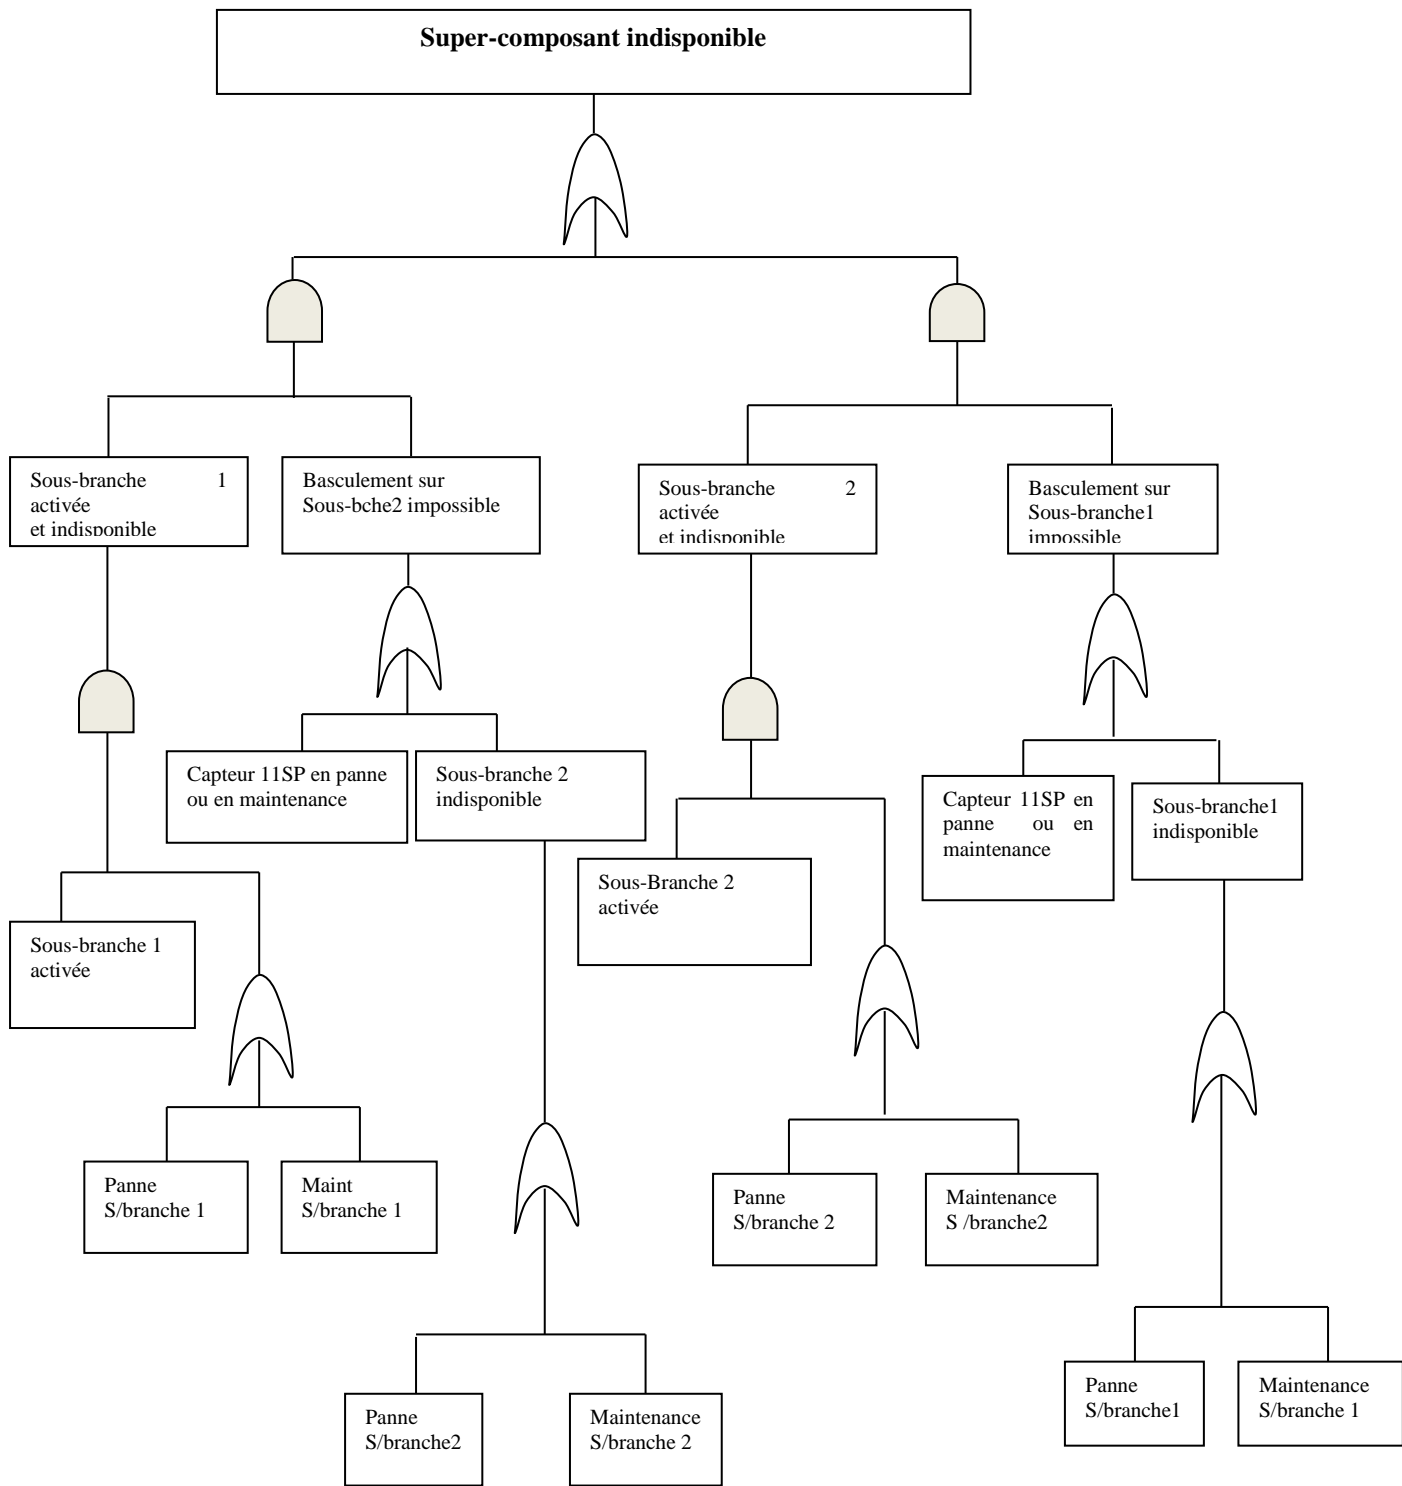 Super-composant indisponible
Sous-branche 1
activée
et indisponible
Basculement sur
Sous-bche2 impossible
Sous-branche 2
activée
et indisponible
Basculement sur
Sous-branche1
impossible
Capteur 11SP en panne
ou en maintenance
Sous-branche 2
indisponible
Capteur 11SP en
panne ou en
maintenance
Sous-branche1
indisponible
Sous-Branche 2
activée
Sous-branche 1
activée
Panne
S/branche 1
Maint
S/branche 1
Panne
S/branche 2
Maintenance
S /branche2
Panne
S/branche2
Maintenance
S/branche 2
Panne
S/branche1
Maintenance
S/branche 1